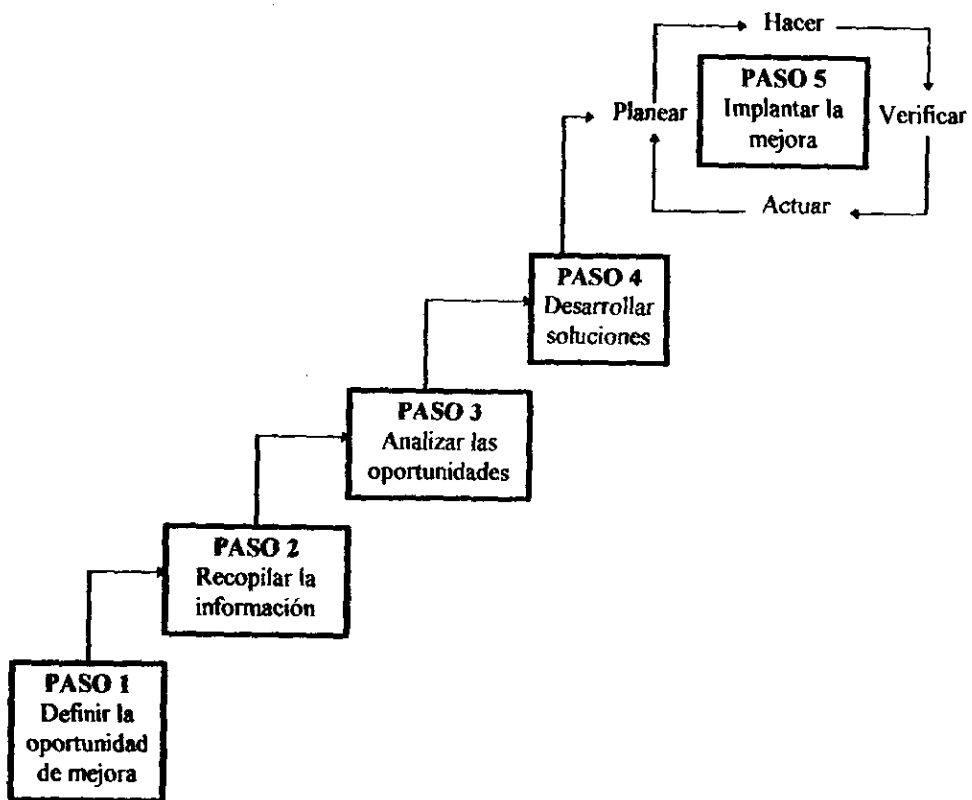 Hacer
PASO 5
Implantar la
mejora
Planear
Verificar
Actuar
PASO 4
Desarrollar
soluciones
PASO 3
Analizar las
oportunidades
PASO 2
Recopilar la
información
PASO 1
Definir la
oportunidad
de mejora